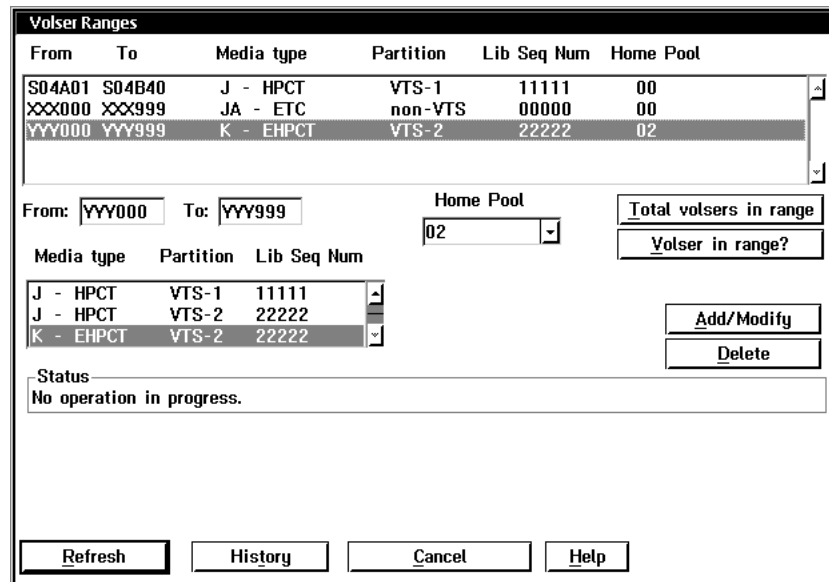 Volser Ranges
From To Media type Partition Lib Seq Num Home Pool
S04A01 S04B40 J - HPCT VTS-1 11111 00
XXX000 XXX999 JA - ETC non-VTS 00000 00
YYY000 YYY999 K - EHPCT VTS-2 22222 02
From: YYY000 To: YYY999 Home Pool
02
Total volsers in range
Volser in range?
Media type Partition Lib Seq Num
J - HPCT VTS-1 11111
J - HPCT VTS-2 22222
K - EHPCT VTS-2 22222
Add/Modify
Delete
Status
No operation in progress.
Refresh History Cancel Help